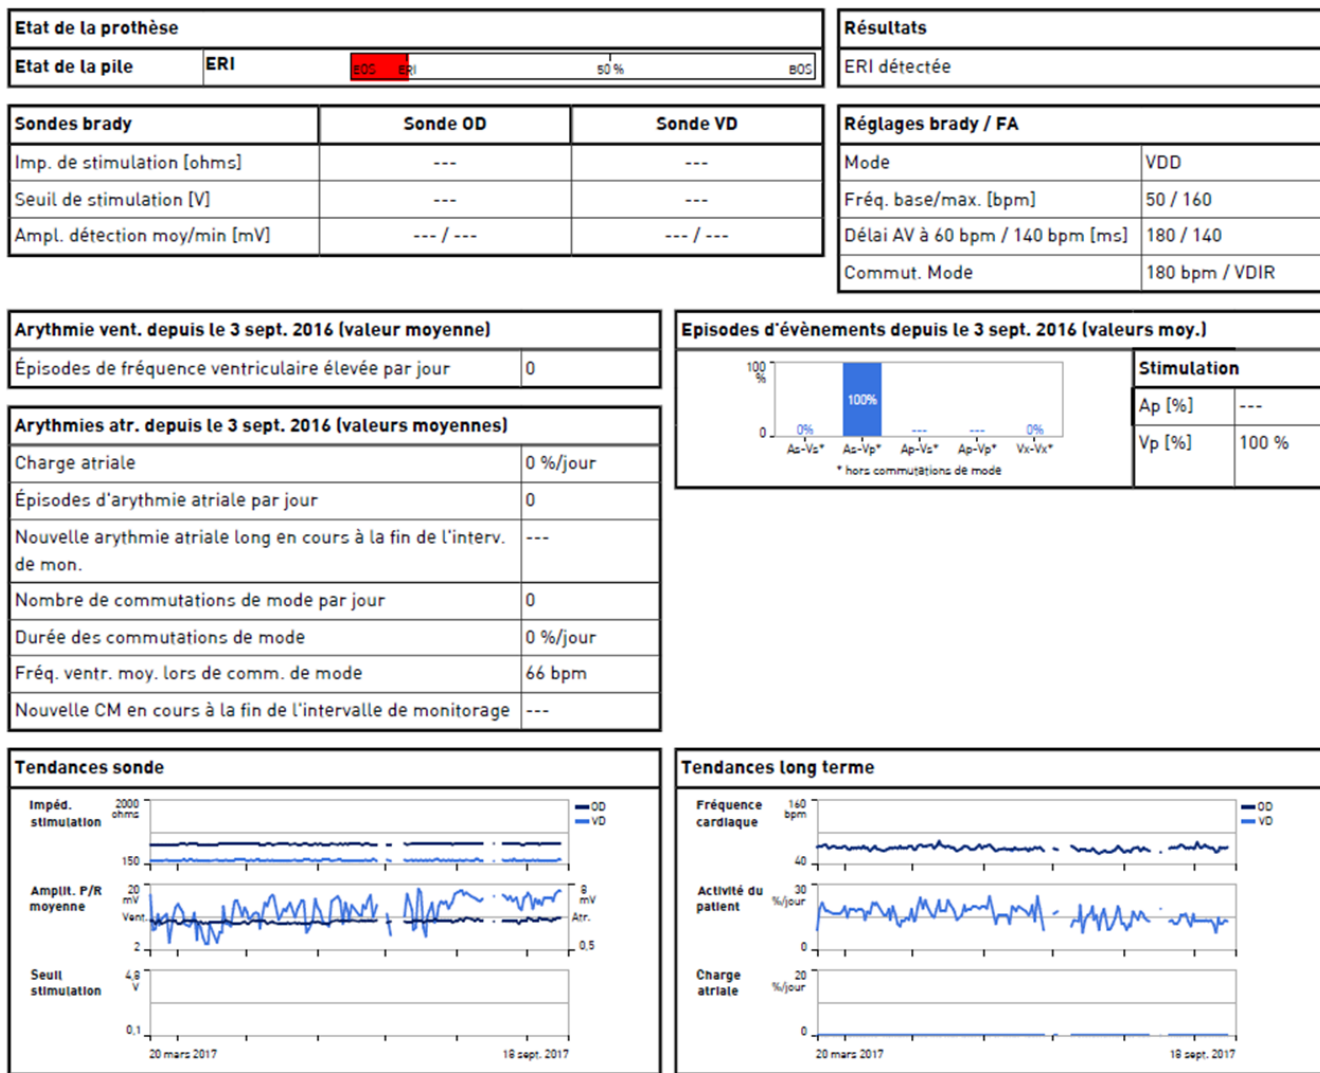 Etat de la prothèse
Etat de la pile ERI EOS ERI 50 % BOS
Résultats
ERI détectée
Sondes brady Sonde OD Sonde VD
Imp. de stimulation [ohms] --- ---
Seuil de stimulation [V] --- ---
Ampl. détection moy/min [mV] --- / --- --- / ---
Réglages brady / FA
Mode VDD
Fréq. base/max. [bpm] 50 / 160
Délai AV à 60 bpm / 140 bpm [ms] 180 / 140
Commut. Mode 180 bpm / VDIR
Arythmie vent. depuis le 3 sept. 2016 (valeur moyenne)
Épisodes de fréquence ventriculaire élevée par jour 0
Arythmies atr. depuis le 3 sept. 2016 (valeurs moyennes)
Charge atriale 0 %/jour
Épisodes d'arythmie atriale par jour 0
Nouvelle arythmie atriale long en cours à la fin de l'interv. ---
de mon.
Nombre de commutations de mode par jour 0
Durée des commutations de mode 0 %/jour
Fréq. ventr. moy. lors de comm. de mode 66 bpm
Nouvelle CM en cours à la fin de l'intervalle de monitorage ---
Episodes d'évènements depuis le 3 sept. 2016 (valeurs moy.)
100
%
100%
0 0% --- --- 0%
As-Vs* As-Vp* Ap-Vs* Ap-Vp* Vx-Vx*
* hors commutations de mode
Stimulation
Ap [%] ---
Vp [%] 100 %
Tendances sonde
Impéd. 2000 OD
stimulation ohms VD
150
Amplit. P/R 20 8
moyenne mV mV
Vent. Atr.
2 0,5
Seuil 4,8
stimulation V
0,1
20 mars 2017 18 sept. 2017
Tendances long terme
Fréquence 160 OD
cardiaque bpm VD
40
Activité du 30
patient %/jour
0
Charge 20
atriale %/jour
0
20 mars 2017 18 sept. 2017